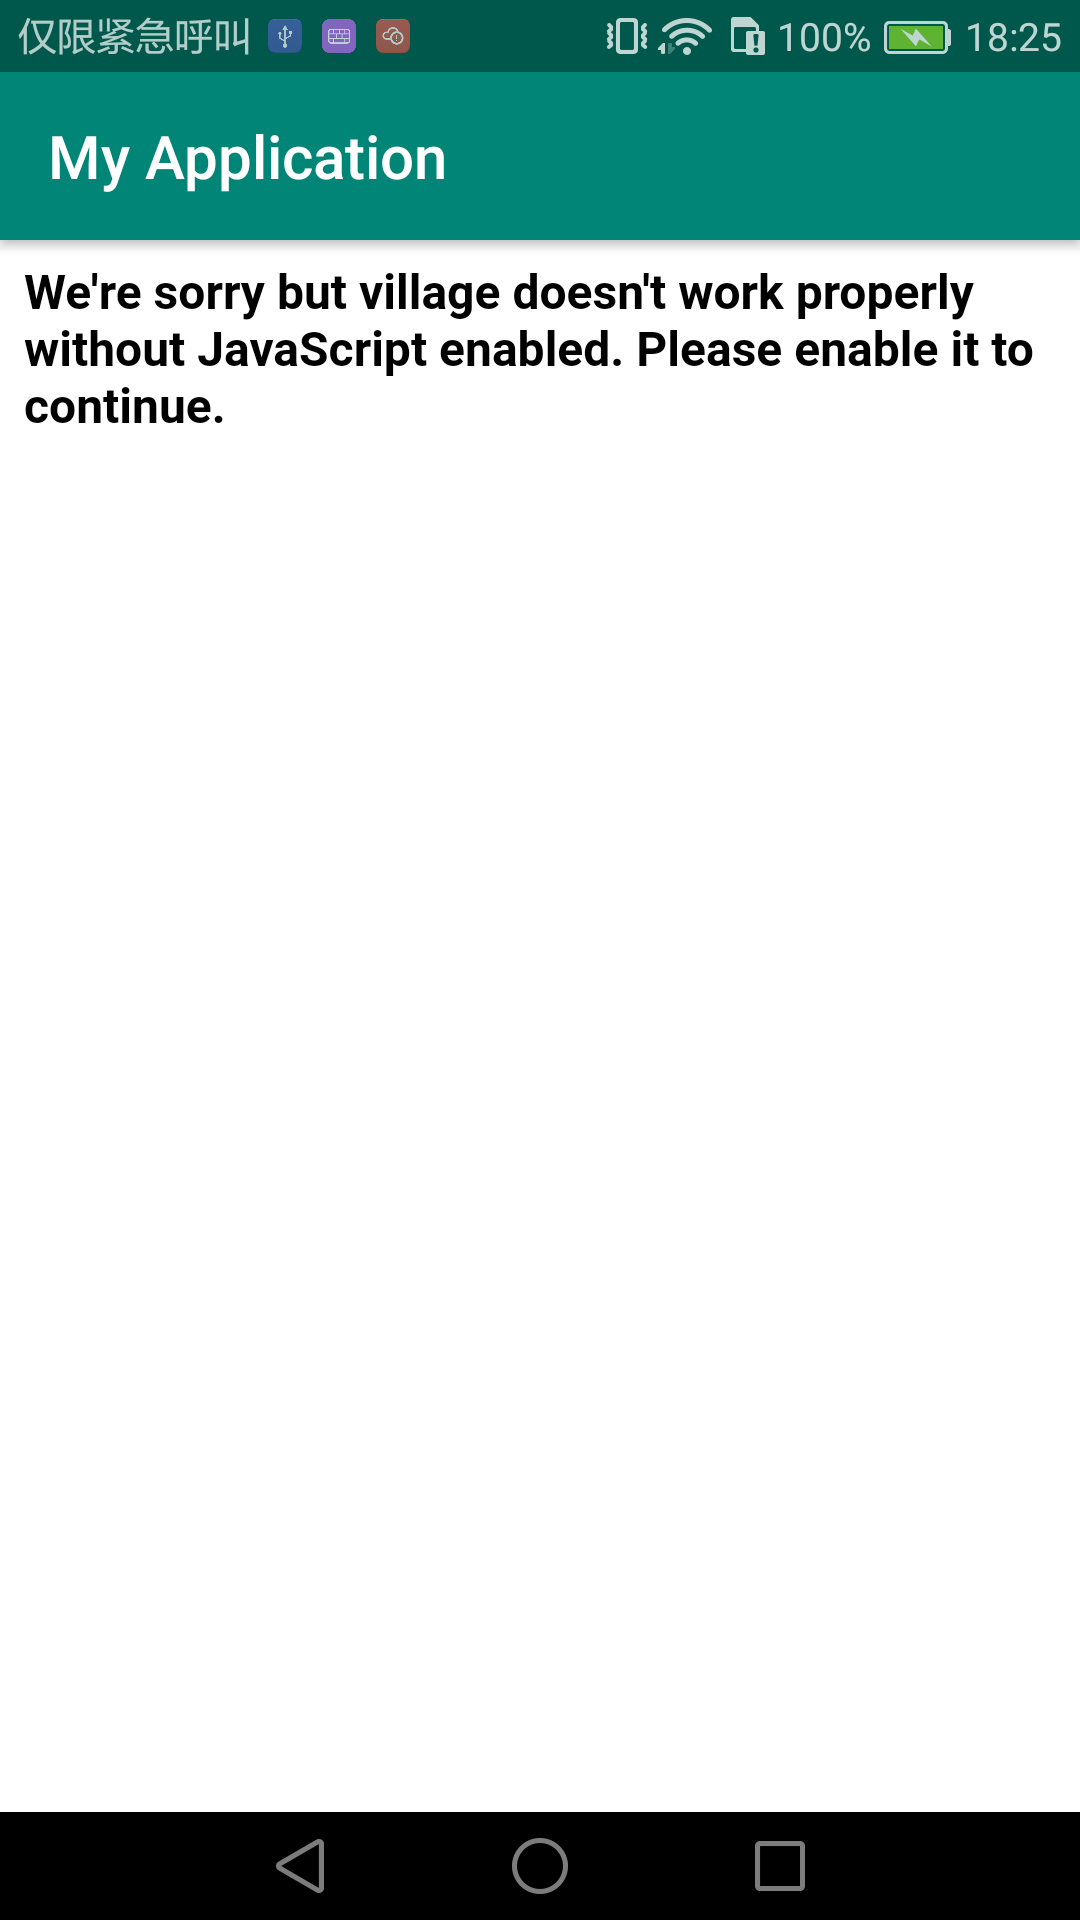 仅限紧急呼叫 100% 18:25
My Application
We're sorry but village doesn't work properly
without JavaScript enabled. Please enable it to
continue.